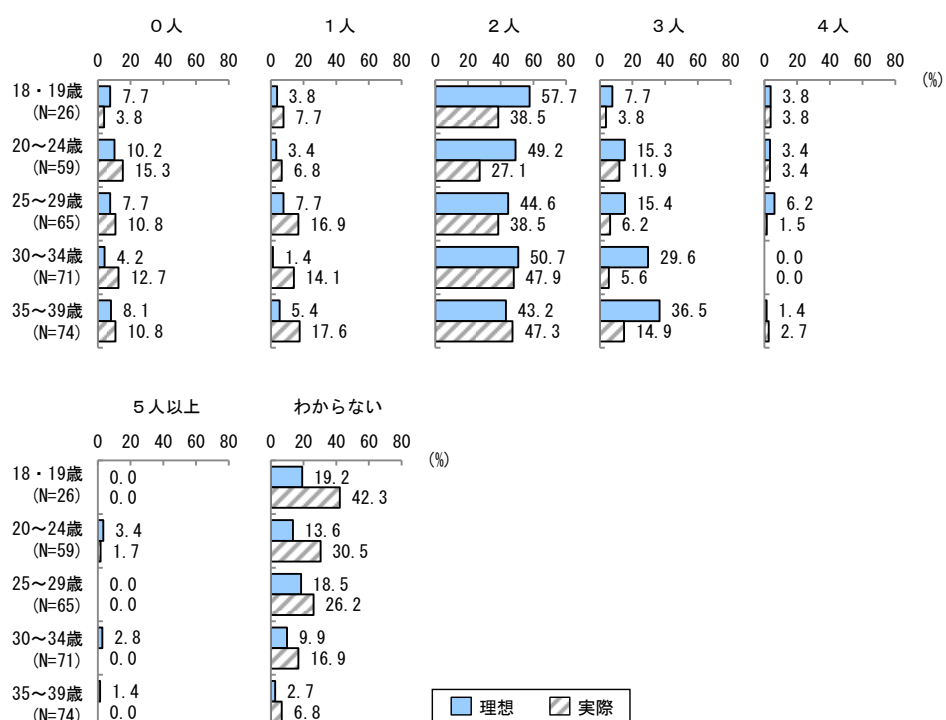 ０人 １人 ２人 ３人 ４人
0 20 40 60 80 0 20 40 60 80 0 20 40 60 80 0 20 40 60 80 0 20 40 60 80
(%)
18・19歳 7.7 3.8 57.7 7.7 3.8
(N=26) 3.8 7.7 38.5 3.8 3.8
20～24歳 10.2 3.4 49.2 15.3 3.4
(N=59) 15.3 6.8 27.1 11.9 3.4
25～29歳 7.7 7.7 44.6 15.4 6.2
(N=65) 10.8 16.9 38.5 6.2 1.5
30～34歳 4.2 1.4 50.7 29.6 0.0
(N=71) 12.7 14.1 47.9 5.6 0.0
35～39歳 8.1 5.4 43.2 36.5 1.4
(N=74) 10.8 17.6 47.3 14.9 2.7
５人以上 わからない
0 20 40 60 80 0 20 40 60 80
(%)
18・19歳 0.0 19.2
(N=26) 0.0 42.3
20～24歳 3.4 13.6
(N=59) 1.7 30.5
25～29歳 0.0 18.5
(N=65) 0.0 26.2
30～34歳 2.8 9.9
(N=71) 0.0 16.9
35～39歳 1.4 2.7
(N=74) 0.0 6.8
理想 実際